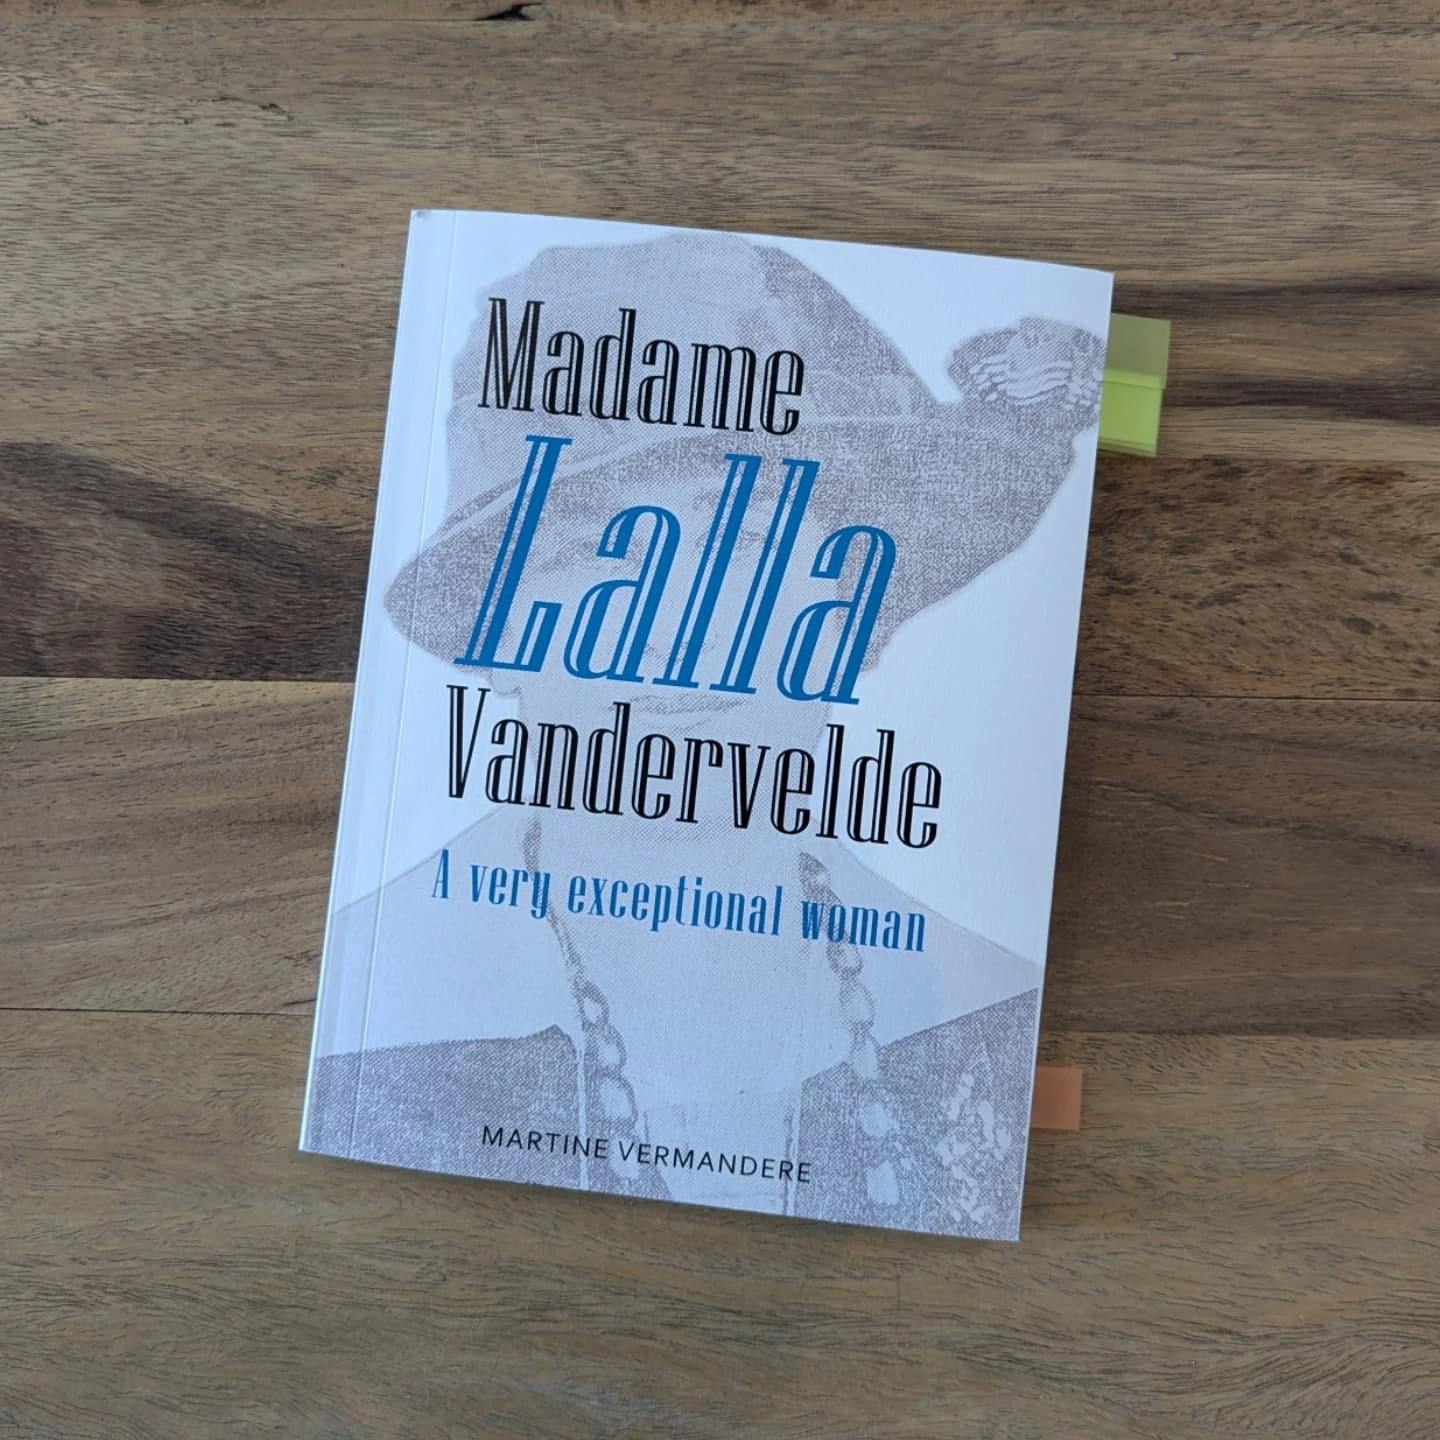 Madame
Lalla
Vandervelde
A very exceptional woman
MARTINE VERMANDERE